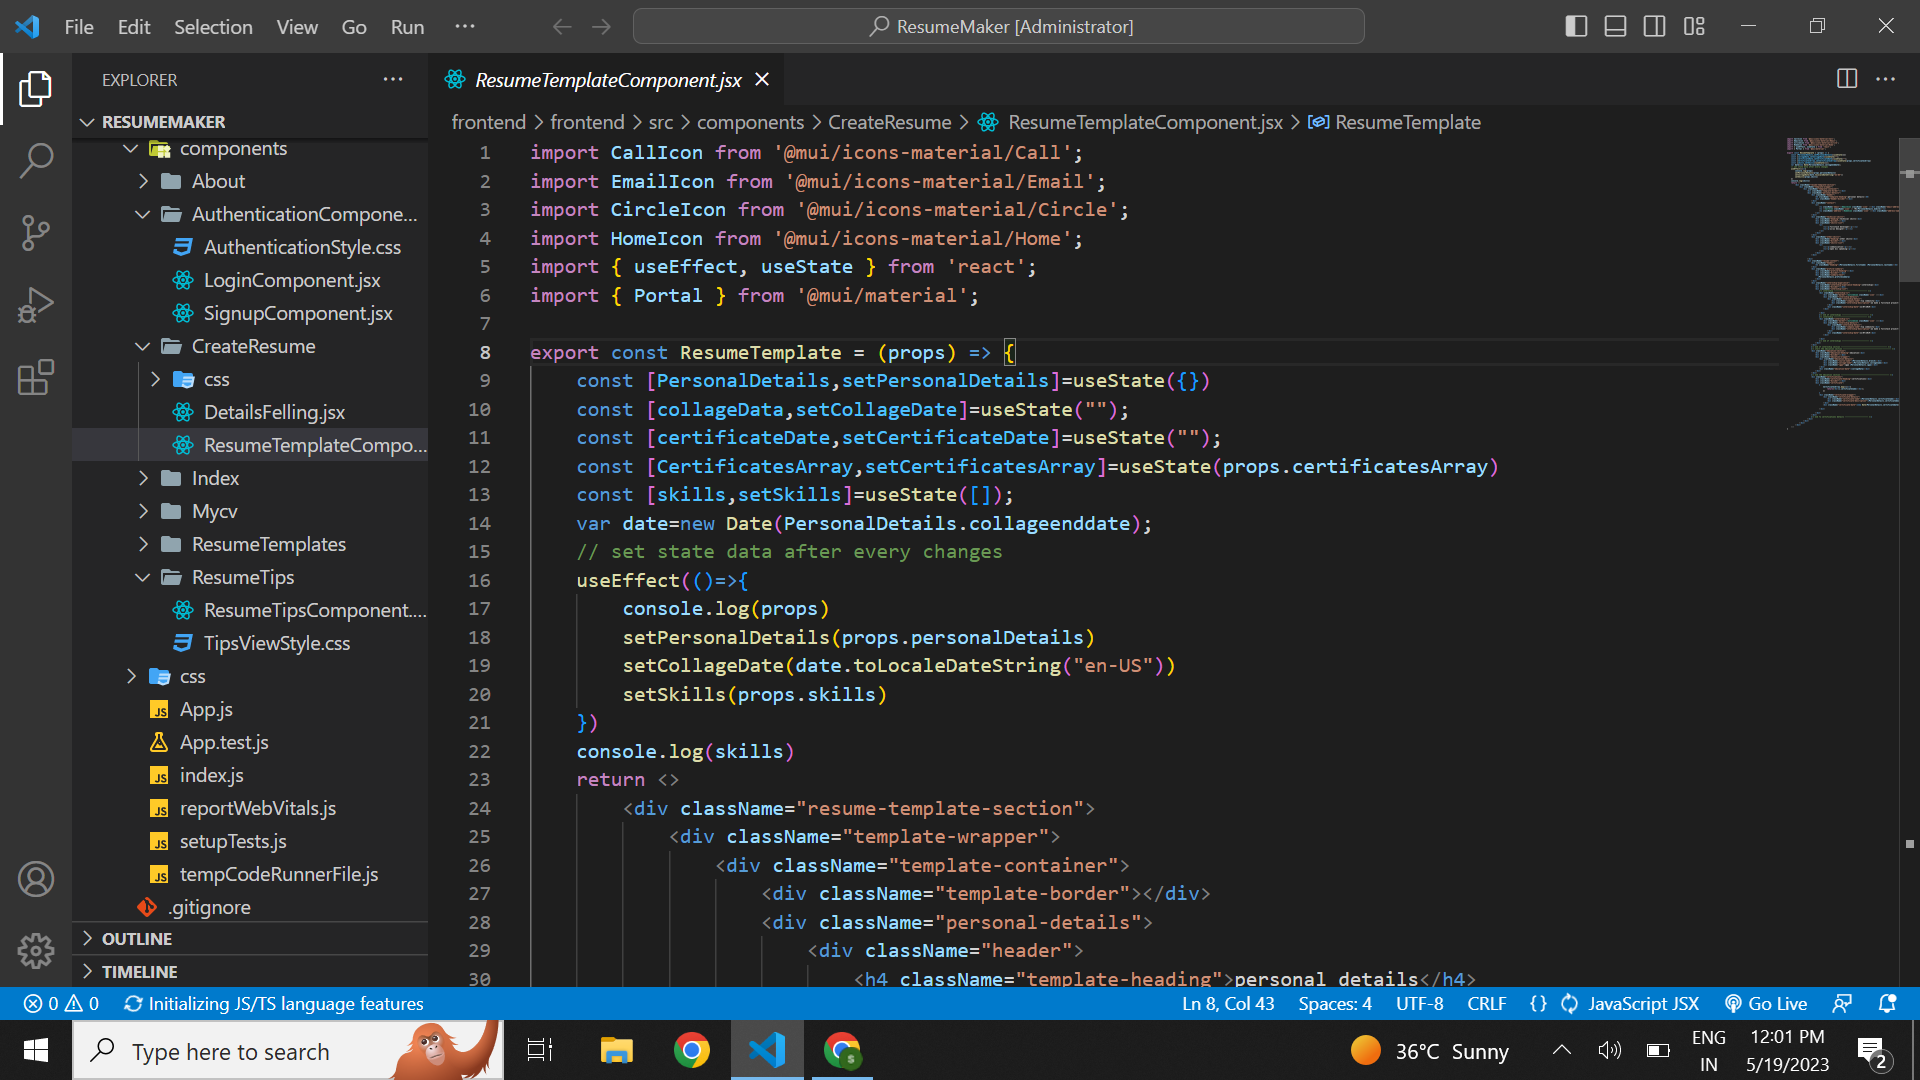 File Edit Selection View Go Run ···
ResumeMaker [Administrator]
EXPLORER
RESUMEMAKER
components
About
AuthenticationCompone...
AuthenticationStyle.css
LoginComponent.jsx
SignupComponent.jsx
CreateResume
css
DetailsFelling.jsx
ResumeTemplateCompo...
Index
Mycv
ResumeTemplates
ResumeTips
ResumeTipsComponent....
TipsViewStyle.css
css
App.js
App.test.js
index.js
reportWebVitals.js
setupTests.js
tempCodeRunnerFile.js
.gitignore
OUTLINE
TIMELINE
ResumeTemplateComponent.jsx
frontend > frontend > src > components > CreateResume > ResumeTemplateComponent.jsx > ResumeTemplate
1 import CallIcon from '@mui/icons-material/Call';
2 import EmailIcon from '@mui/icons-material/Email';
3 import CircleIcon from '@mui/icons-material/Circle';
4 import HomeIcon from '@mui/icons-material/Home';
5 import { useEffect, useState } from 'react';
6 import { Portal } from '@mui/material';
7
8 export const ResumeTemplate = (props) => {
9 const [PersonalDetails,setPersonalDetails]=useState({})
10 const [collageData,setCollageDate]=useState("");
11 const [certificateDate,setCertificateDate]=useState("");
12 const [CertificatesArray,setCertificatesArray]=useState(props.certificatesArray)
13 const [skills,setSkills]=useState([]);
14 var date=new Date(PersonalDetails.collageenddate);
15 // set state data after every changes
16 useEffect(()=>{
17 console.log(props)
18 setPersonalDetails(props.personalDetails)
19 setCollageDate(date.toLocaleDateString("en-US"))
20 setSkills(props.skills)
21 })
22 console.log(skills)
23 return <>
24 <div className="resume-template-section">
25 <div className="template-wrapper">
26 <div className="template-container">
27 <div className="template-border"></div>
28 <div className="personal-details">
29 <div className="header">
30 <h4 className="template-heading">personal details</h4>
0 0 Initializing JS/TS language features
Ln 8, Col 43 Spaces: 4 UTF-8 CRLF {} JavaScript JSX Go Live
Type here to search
36°C Sunny
ENG
IN
12:01 PM
5/19/2023
2